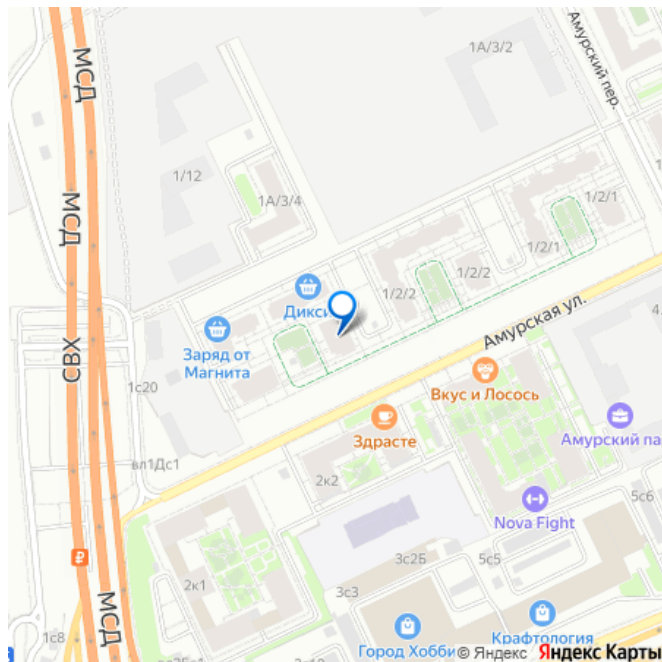 МСД
1А/3/2
Амурский пер.
1/12
1А/3/4
МСД
1/2/1
1/2/1
1/2/2
1/2/2
Дикси
Амурская ул.
СВХ
Заряд от
Магнита
1с20
Вкус и Лосось
Здрасте
Амурский па
вл1Дс1
2к2
Nova Fight
5с6
3с2Б
5с5
2к1
3с3
МСД
1с8
Город Хобби
Крафтология
© Яндекс Яндекс Карты